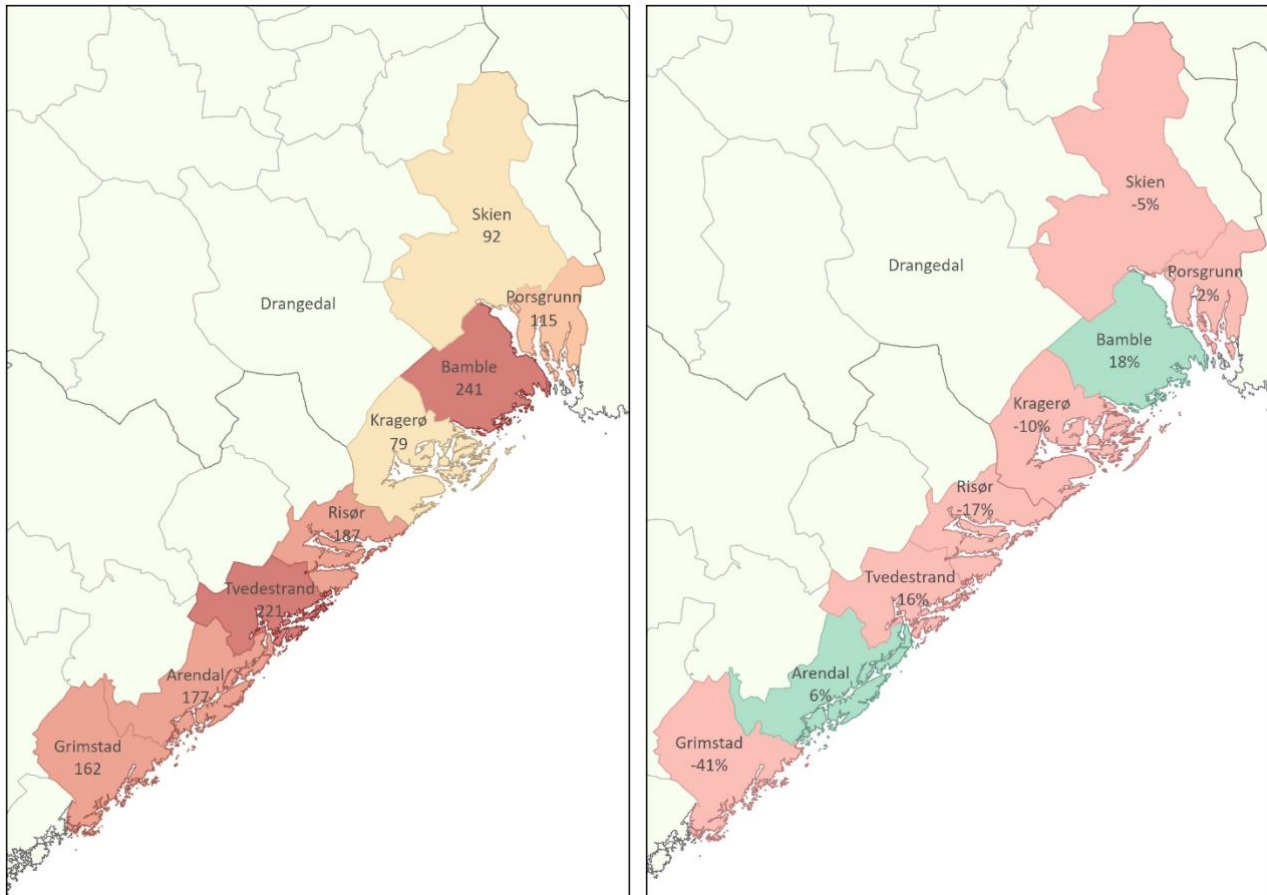 Skien
92
Drangedal
Porsgrunn
115
Bamble
241
Kragerø
79
Risør
187
Tvedestrand
221
Arendal
177
Grimstad
162
Skien
-5%
Drangedal
Porsgrunn
-2%
Bamble
18%
Kragerø
-10%
Risør
-17%
Tvedestrand
16%
Arendal
6%
Grimstad
-41%